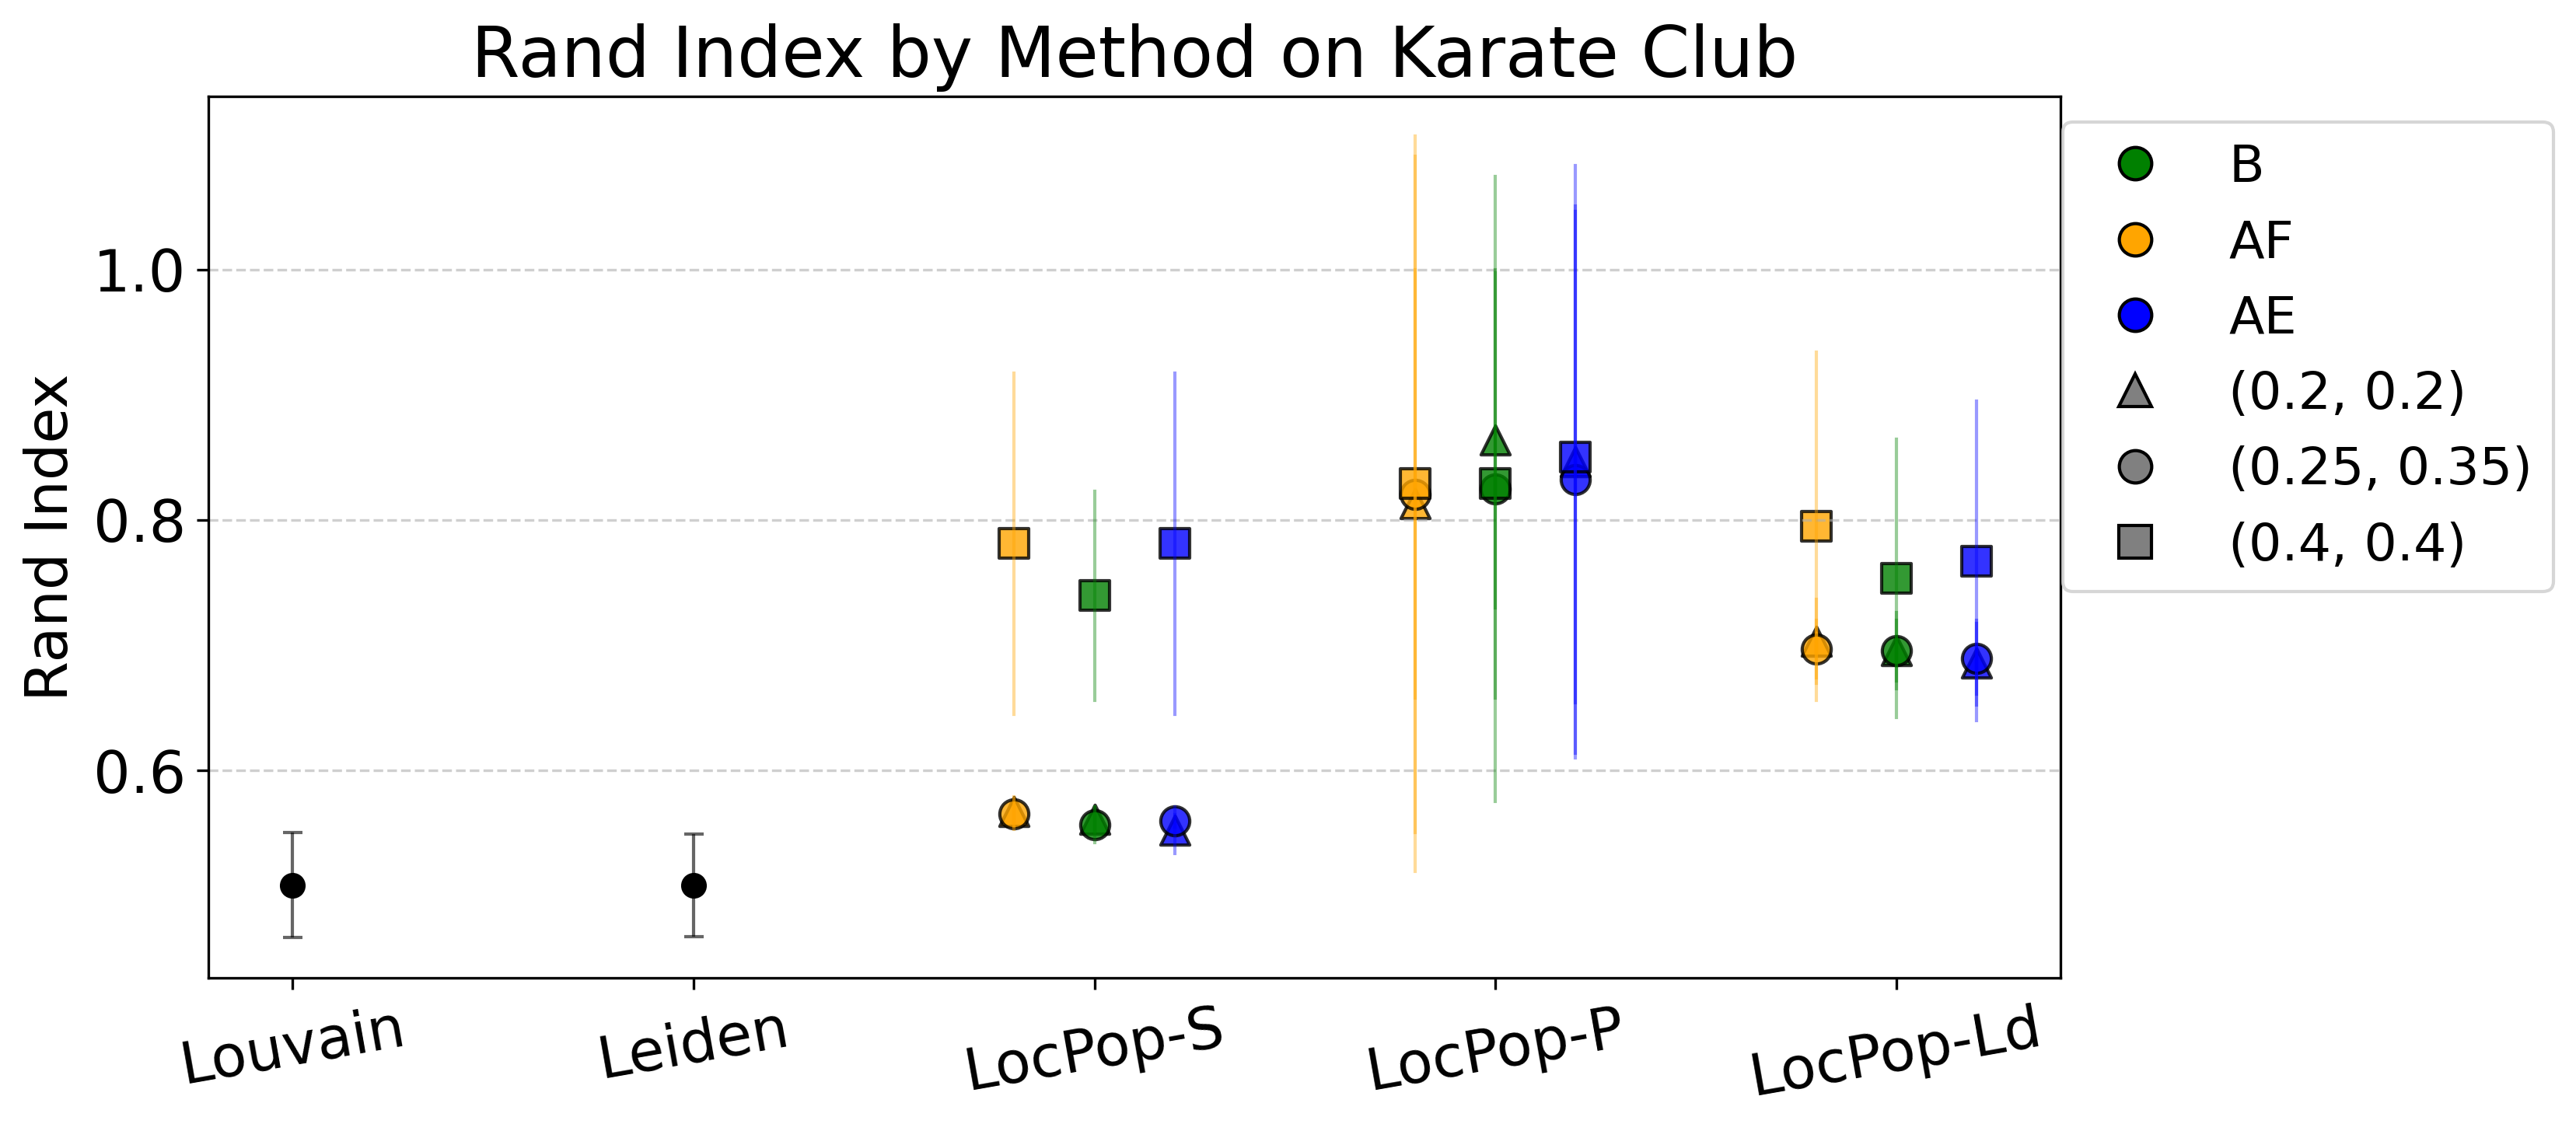 Rand Index by Method on Karate Club
Rand Index
1.0
0.8
0.6
Louvain
Leiden
LocPop-S
LocPop-P
LocPop-Ld
B
AF
AE
(0.2, 0.2)
(0.25, 0.35)
(0.4, 0.4)